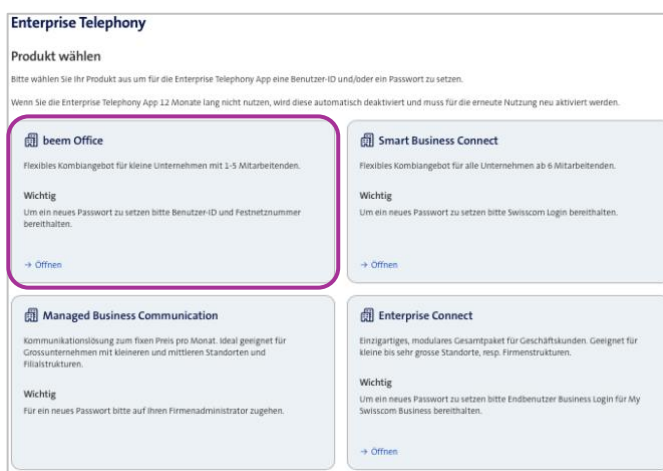 Enterprise Telephony
Produkt wählen
Bitte wählen Sie Ihr Produkt aus um für die Enterprise Telephony App eine Benutzer-ID und/oder ein Passwort zu setzen.
Wenn Sie die Enterprise Telephony App 12 Monate lang nicht nutzen, wird diese automatisch deaktiviert und muss für die erneute Nutzung neu aktiviert werden.
beem Office
Flexibles Kombiangebot für kleine Unternehmen mit 1-5 Mitarbeitenden.
Wichtig
Um ein neues Passwort zu setzen bitte Benutzer-ID und Festnetznummer
bereithalten.
→ Öffnen
Smart Business Connect
Flexibles Kombiangebot für alle Unternehmen ab 6 Mitarbeitenden.
Wichtig
Um ein neues Passwort zu setzen bitte Swisscom Login bereithalten.
→ Öffnen
Managed Business Communication
Kommunikationslösung zum fixen Preis pro Monat. Ideal geeignet für
Grossunternehmen mit kleineren und mittleren Standorten und
Filialstrukturen.
Wichtig
Für ein neues Passwort bitte auf Ihren Firmenadministrator zugehen.
Enterprise Connect
Einzigartiges, modulares Gesamtpaket für Geschäftskunden. Geeignet für
kleine bis sehr grosse Standorte, resp. Firmenstrukturen.
Wichtig
Um ein neues Passwort zu setzen bitte Endbenutzer Business Login für My
Swisscom Business bereithalten.
→ Öffnen